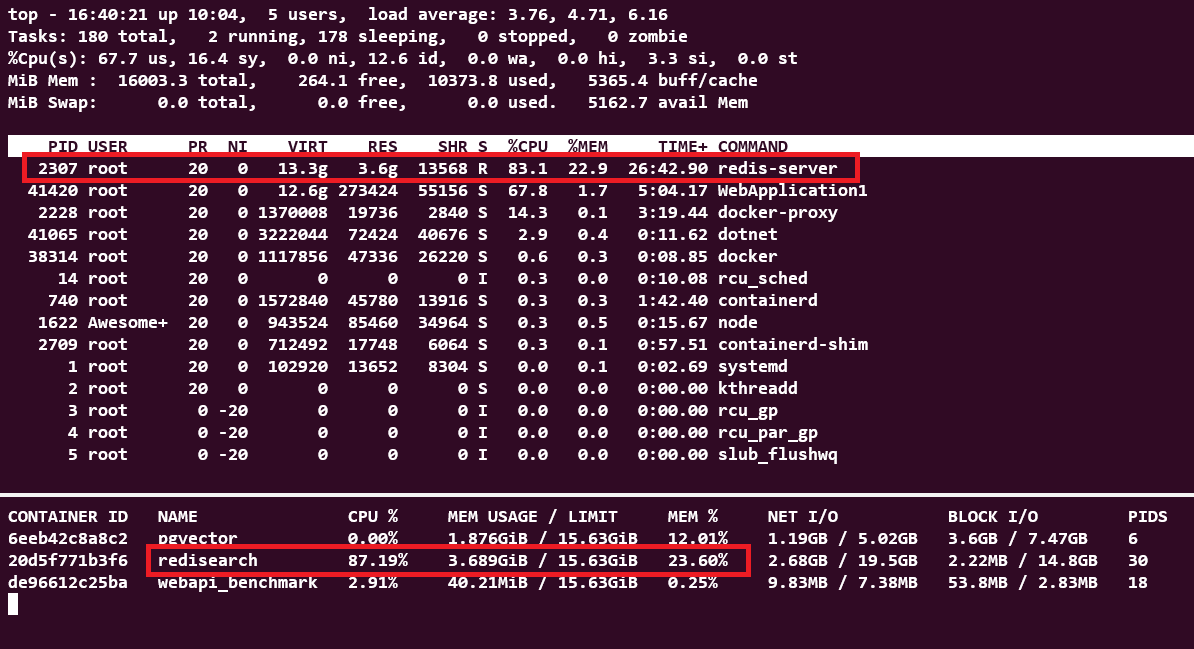 top - 16:40:21 up 10:04,  5 users,  load average: 3.76, 4.71, 6.16
Tasks: 180 total,   2 running, 178 sleeping,   0 stopped,   0 zombie
%Cpu(s): 67.7 us, 16.4 sy,  0.0 ni, 12.6 id,  0.0 wa,  0.0 hi,  3.3 si,  0.0 st
MiB Mem :  16003.3 total,    264.1 free,  10373.8 used,   5365.4 buff/cache
MiB Swap:      0.0 total,      0.0 free,      0.0 used.   5162.7 avail Mem
PID USER      PR  NI    VIRT    RES    SHR S  %CPU  %MEM     TIME+ COMMAND
2307 root      20   0   13.3g   3.6g  13568 R  83.1  22.9  26:42.90 redis-server
41420 root      20   0   12.6g 273424  55156 S  67.8   1.7   5:04.17 WebApplication1
2228 root      20   0 1370008  19736   2840 S  14.3   0.1   3:19.44 docker-proxy
41065 root      20   0 3222044  72424  40676 S   2.9   0.4   0:11.62 dotnet
38314 root      20   0 1117856  47336  26220 S   0.6   0.3   0:08.85 docker
14 root      20   0       0      0      0 I   0.3   0.0   0:10.08 rcu_sched
740 root      20   0 1572840  45780  13916 S   0.3   0.3   1:42.40 containerd
1622 Awesome+  20   0  943524  85460  34964 S   0.3   0.5   0:15.67 node
2709 root      20   0  712492  17748   6064 S   0.3   0.1   0:57.51 containerd-shim
1 root      20   0  102920  13652   8304 S   0.0   0.1   0:02.69 systemd
2 root      20   0       0      0      0 S   0.0   0.0   0:00.00 kthreadd
3 root       0 -20       0      0      0 I   0.0   0.0   0:00.00 rcu_gp
4 root       0 -20       0      0      0 I   0.0   0.0   0:00.00 rcu_par_gp
5 root       0 -20       0      0      0 I   0.0   0.0   0:00.00 slub_flushwq
CONTAINER ID   NAME               CPU %     MEM USAGE / LIMIT     MEM %     NET I/O           BLOCK I/O         PIDS
6eeb42c8a8c2   pgvector           0.00%     1.876GiB / 15.63GiB   12.01%    1.19GB / 5.02GB   3.6GB / 7.47GB    6
20d5f771b3f6   redisearch         87.19%    3.689GiB / 15.63GiB   23.60%    2.68GB / 19.5GB   2.22MB / 14.8GB   30
de96612c25ba   webapi_benchmark   2.91%     40.21MiB / 15.63GiB   0.25%     9.83MB / 7.38MB   53.8MB / 2.83MB   18